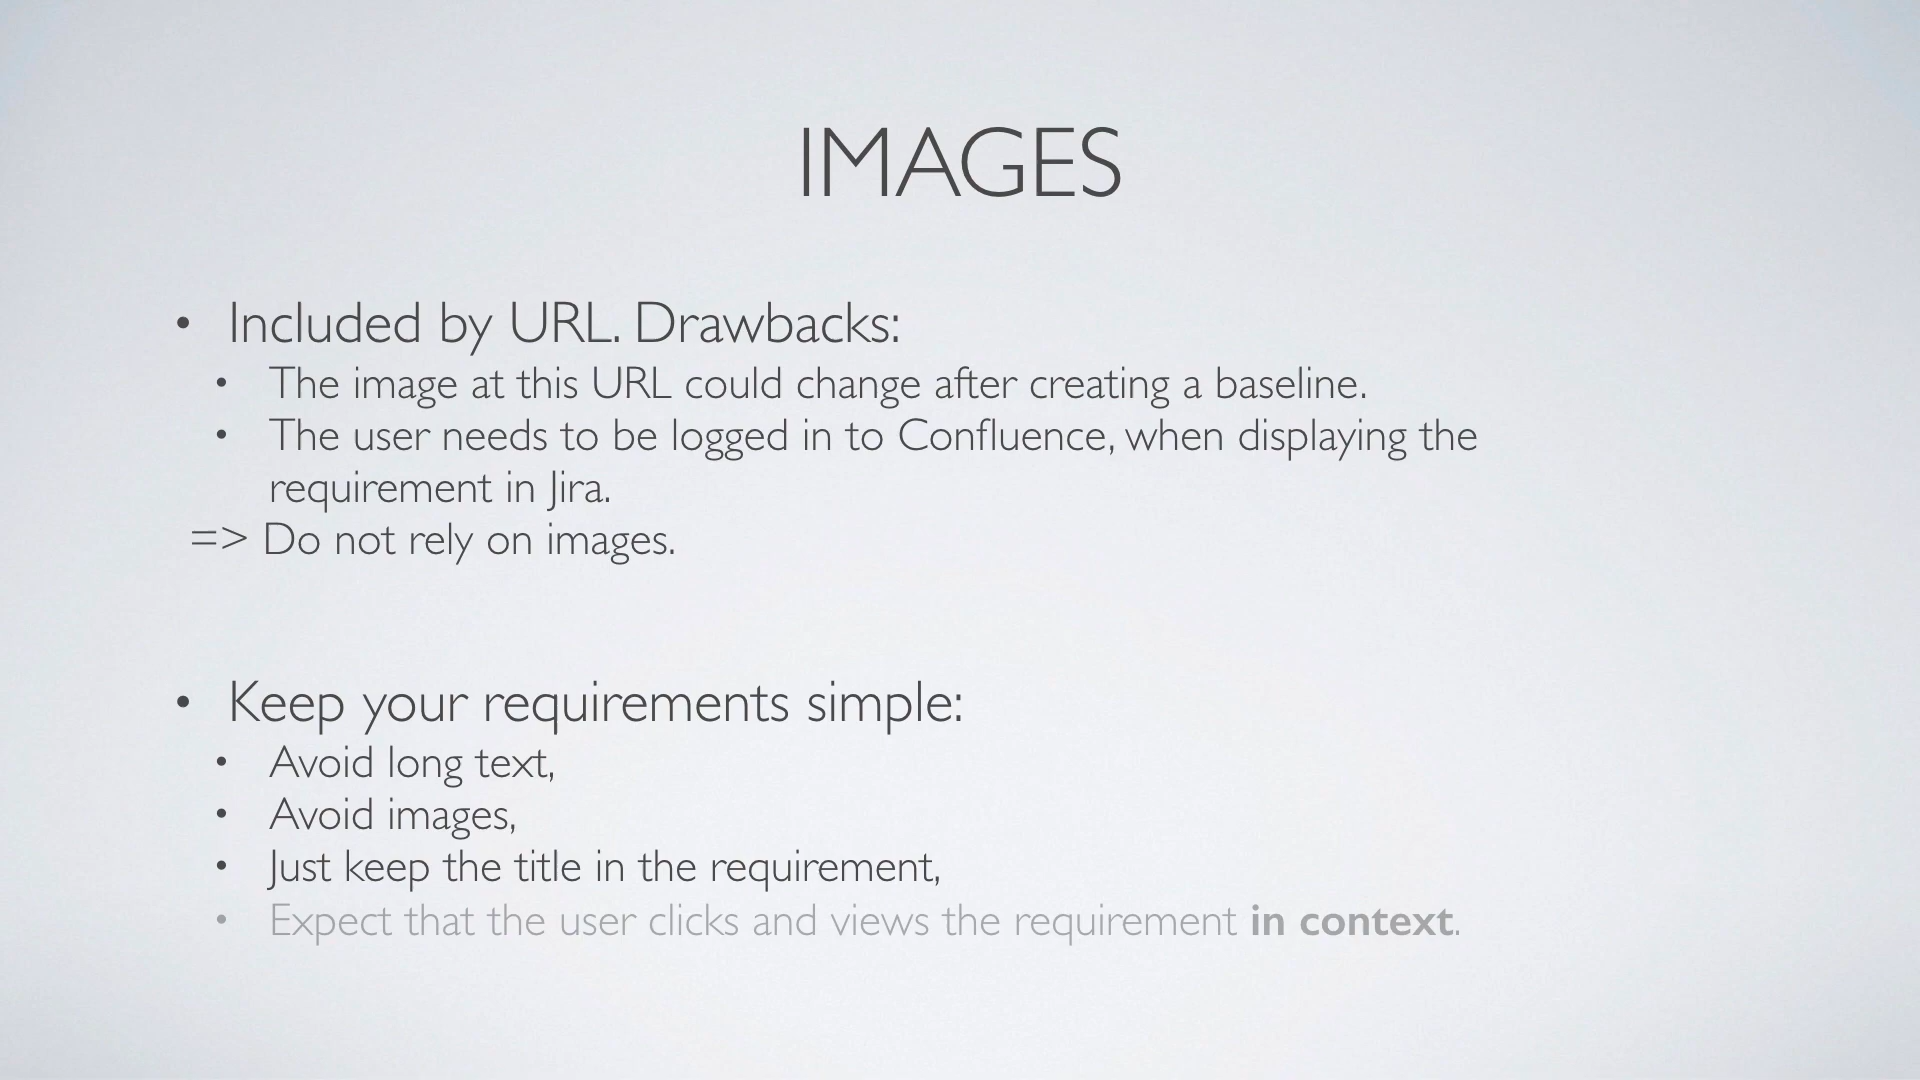 IMAGES
• Included by URL. Drawbacks:
• The image at this URL could change after creating a baseline.
• The user needs to be logged in to Confluence, when displaying the
requirement in Jira.
=> Do not rely on images.
• Keep your requirements simple:
• Avoid long text,
• Avoid images,
• Just keep the title in the requirement,
• Expect that the user clicks and views the requirement in context.